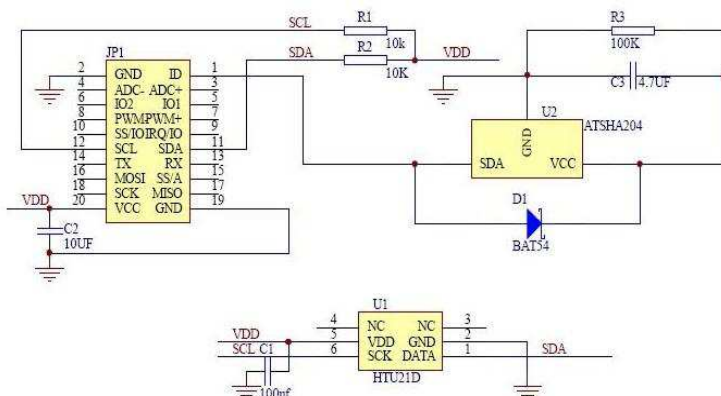 SCL
R1
10k
R3
100K
JP1
SDA
R2
10K
VDD
2 GND ID 1
4 ADC- ADC+ 3
6 IO2 IO1 5
8 PWM PWM+ 7
10 SS/IO IRQ/IO 9
12 SCL SDA 11
14 TX RX 13
16 MOSI SS/A 15
18 SCK MISO 17
20 VCC GND 19
C3 4.7UF
U2
ATSHA204
GND
SDA VCC
VDD
C2
10UF
D1
BAT54
U1
4 NC NC 3
VDD 5 VDD GND 2
SCL 6 SCK DATA 1 SDA
C1
100nf
HTU21D